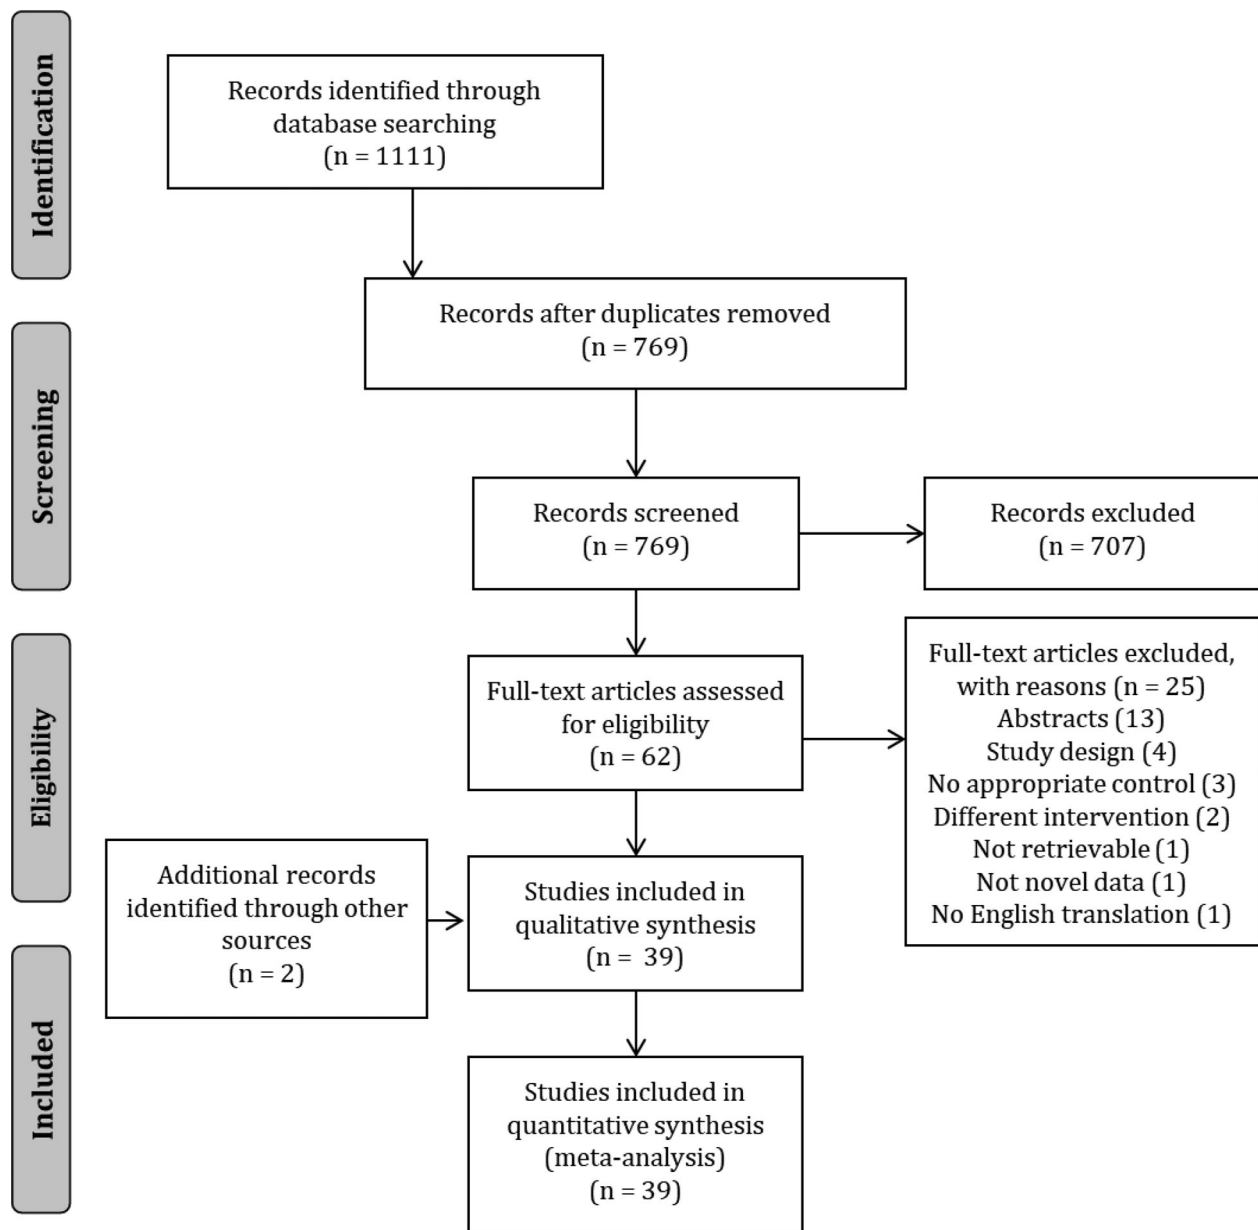 Identification
Records identified through
database searching
(n = 1111)
Records after duplicates removed
(n = 769)
Screening
Records screened
(n = 769)
Records excluded
(n = 707)
Eligibility
Full-text articles assessed
for eligibility
(n = 62)
Full-text articles excluded,
with reasons (n = 25)
Abstracts (13)
Study design (4)
No appropriate control (3)
Different intervention (2)
Not retrievable (1)
Not novel data (1)
No English translation (1)
Additional records
identified through other
sources
(n = 2)
Studies included in
qualitative synthesis
(n = 39)
Included
Studies included in
quantitative synthesis
(meta-analysis)
(n = 39)